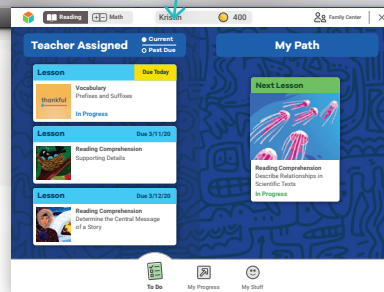 Reading Math Kristin 400 Family Center
Teacher Assigned
Current
Past Due
My Path
Lesson Due Today
thankful
Vocabulary
Prefixes and Suffixes
In Progress
Lesson Due 3/11/20
Reading Comprehension
Supporting Details
Lesson Due 3/12/20
Reading Comprehension
Determine the Central Message
of a Story
Next Lesson
Reading Comprehension
Describe Relationships in
Scientific Texts
In Progress
To Do My Progress My Stuff